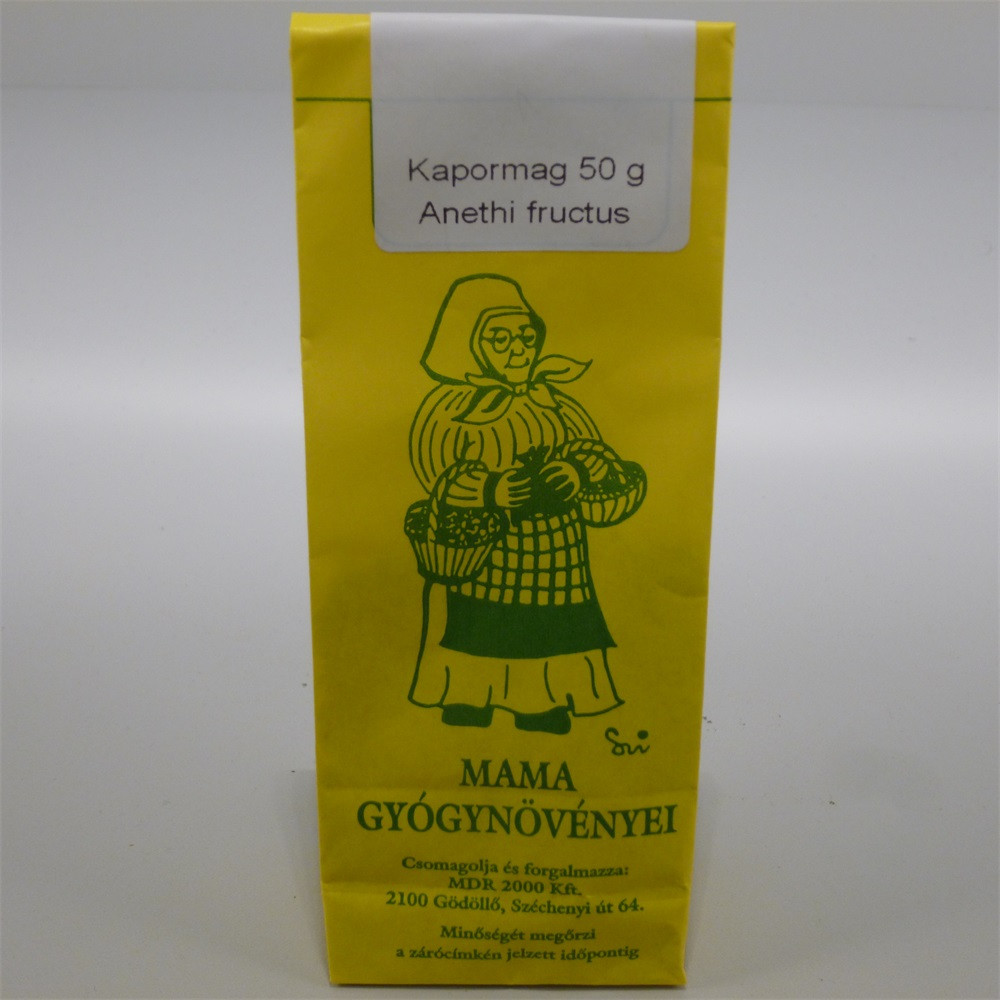 Kapormag 50 g
Anethi fructus
MAMA
GYÓGYNÖVÉNYEI
Csomagolja és forgalmazza:
MDR 2000 Kft.
2100 Gödöllő, Széchenyi út 64.
Minőségét megőrzi
a zárócímkén jelzett időpontig